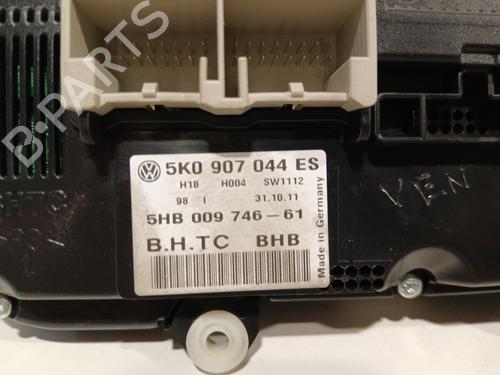 B-PARTS
5K0 907 044 ES
H18 H004 SW1112
98 I 31.10.11
5HB 009 746-61
B.H.TC BHB
Made in Germany
VEN